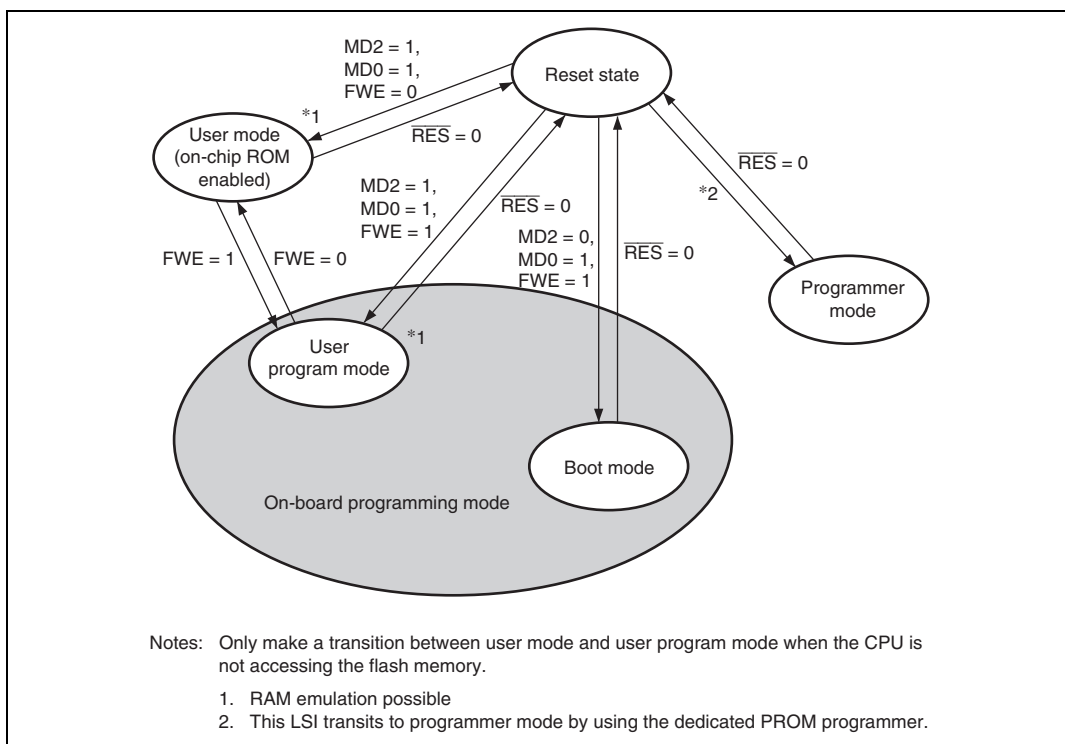 MD2 = 1,
MD0 = 1,
FWE = 0
Reset state
*1
RES = 0
User mode
(on-chip ROM
enabled)
MD2 = 1,
MD0 = 1,
FWE = 1
RES = 0
MD2 = 0,
MD0 = 1,
FWE = 1
RES = 0
*2
RES = 0
FWE = 1
FWE = 0
Programmer
mode
User
program mode
*1
Boot mode
On-board programming mode
Notes: Only make a transition between user mode and user program mode when the CPU is
not accessing the flash memory.
1. RAM emulation possible
2. This LSI transits to programmer mode by using the dedicated PROM programmer.